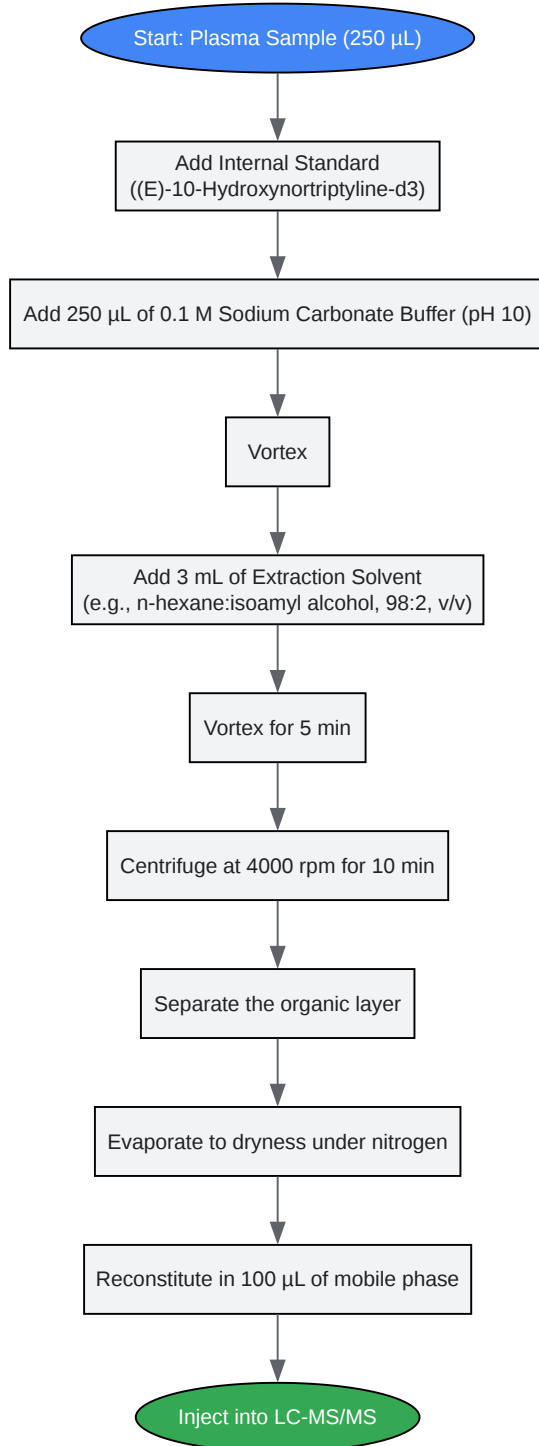 Start: Plasma Sample (250 µL)
Add Internal Standard
((E)-10-Hydroxynortriptyline-d3)
Add 250 µL of 0.1 M Sodium Carbonate Buffer (pH 10)
Vortex
Add 3 mL of Extraction Solvent
(e.g., n-hexane:isoamyl alcohol, 98:2, v/v)
Vortex for 5 min
Centrifuge at 4000 rpm for 10 min
Separate the organic layer
Evaporate to dryness under nitrogen
Reconstitute in 100 µL of mobile phase
Inject into LC-MS/MS